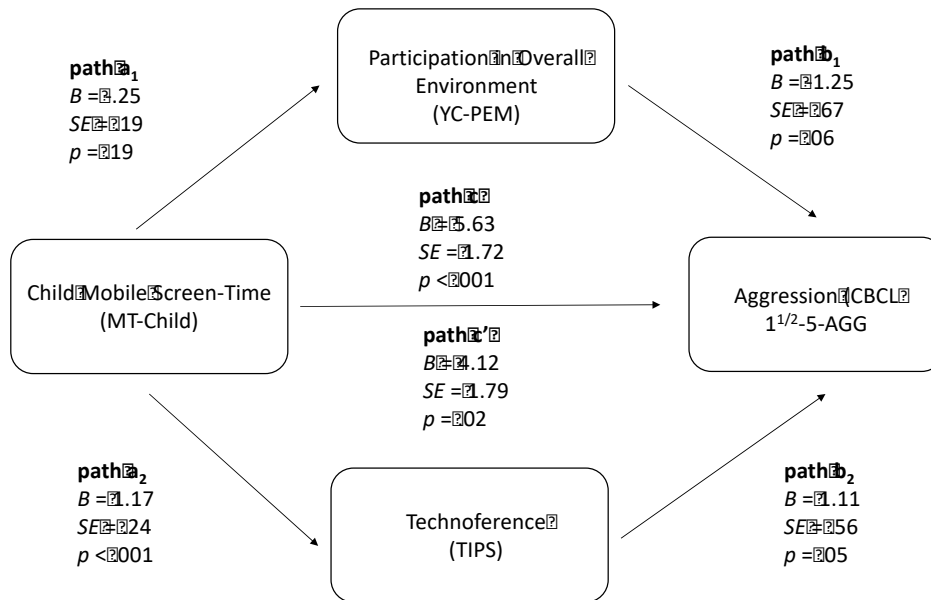 path a₁
B = -.25
SE = .19
p = .19
Participation in Overall
Environment
(YC-PEM)
path b₁
B = -1.25
SE = .67
p = .06
path c
B = 5.63
SE = 1.72
p < .001
Child Mobile Screen-Time
(MT-Child)
Aggression (CBCL
1^1/2-5-AGG
path c'
B = 4.12
SE = 1.79
p = .02
path a₂
B = 1.17
SE = .24
p < .001
Technoference
(TIPS)
path b₂
B = 1.11
SE = .56
p = .05